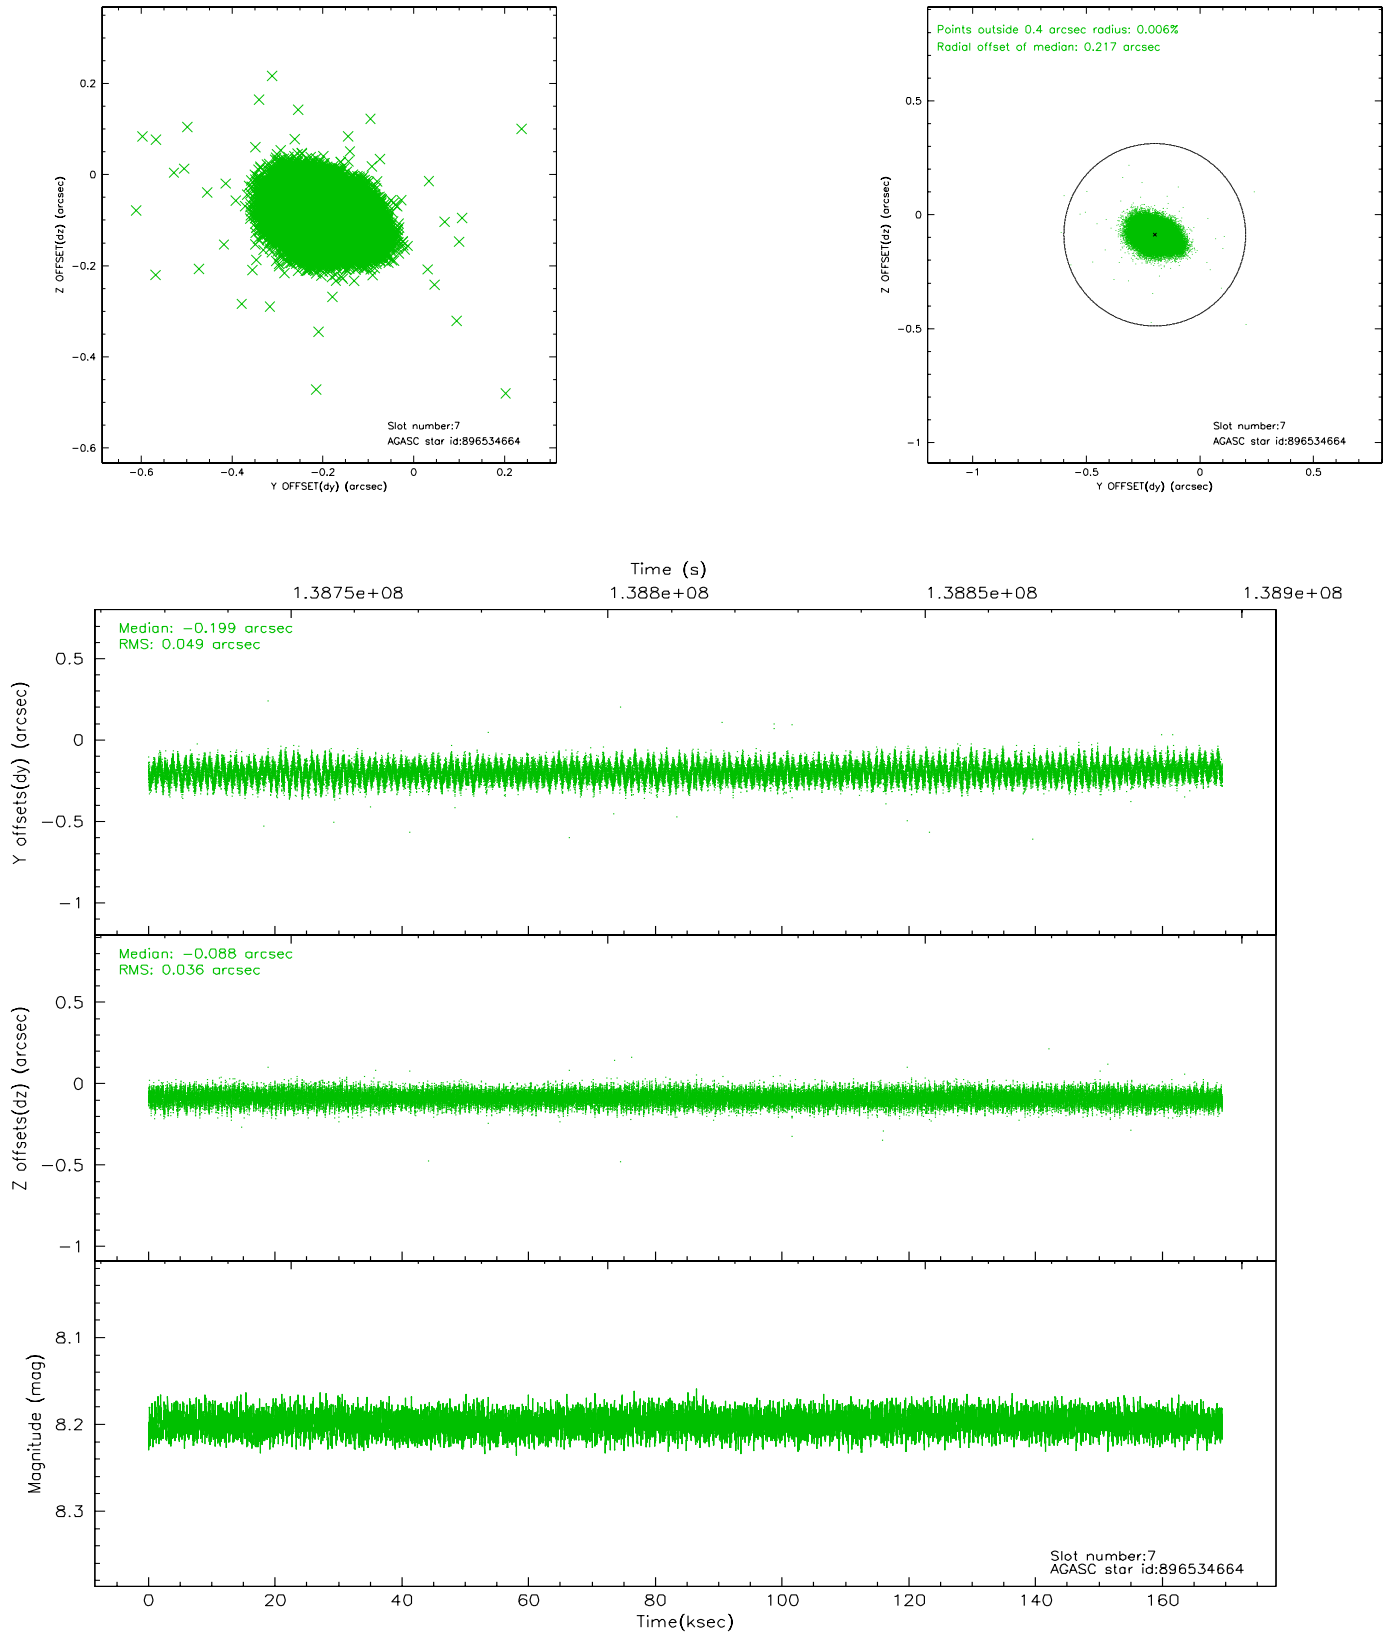 Points outside 0.4 arcsec radius: 0.006%
Radial offset of median: 0.217 arcsec
0.2
0
−0.2
−0.4
−0.6
Z OFFSET(dz) (arcsec)
Slot number:7
AGASC star id:896534664
−0.6
−0.4
−0.2
0
0.2
Y OFFSET(dy) (arcsec)
0.5
0
−0.5
−1
Z OFFSET(dz) (arcsec)
Slot number:7
AGASC star id:896534664
−1
−0.5
0
0.5
Y OFFSET(dy) (arcsec)
Time (s)
1.3875e+08
1.388e+08
1.3885e+08
1.389e+08
Median: −0.199 arcsec
RMS: 0.049 arcsec
0.5
0
−0.5
−1
Y offsets(dy) (arcsec)
Median: −0.088 arcsec
RMS: 0.036 arcsec
0.5
0
−0.5
−1
Z offsets(dz) (arcsec)
8.1
8.2
8.3
Magnitude (mag)
Slot number:7
AGASC star id:896534664
0
20
40
60
80
100
120
140
160
Time(ksec)